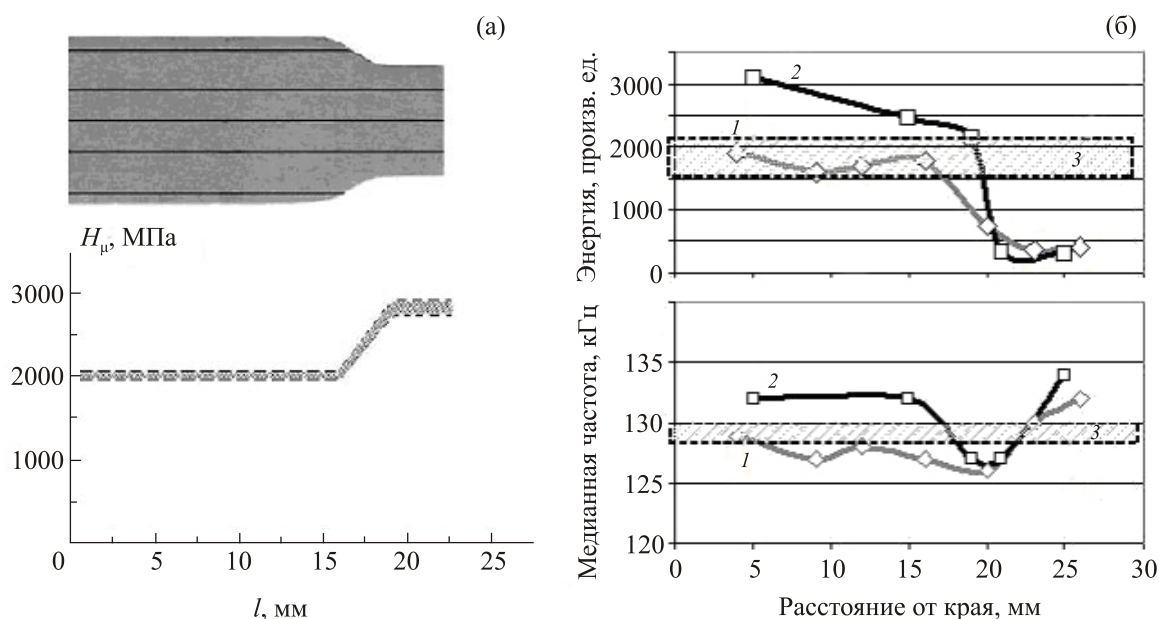 (а)
H_μ, МПа
3000
2000
1000
0 5 10 15 20 25
l, мм
(б)
Энергия, произв. ед.
3000
2000
1000
0
2
1
3
Медианная частота, кГц
135
130
125
120
2
1
3
0 5 10 15 20 25 30
Расстояние от края, мм